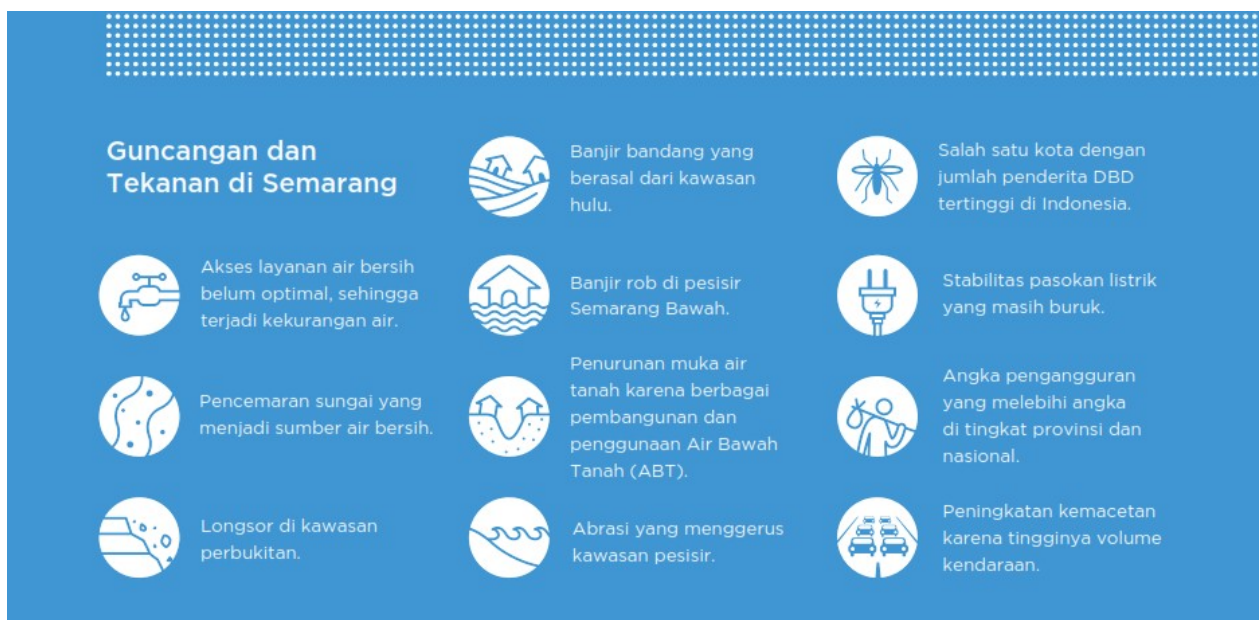 Guncangan dan
Tekanan di Semarang
Akses layanan air bersih
belum optimal, sehingga
terjadi kekurangan air.
Pencemaran sungai yang
menjadi sumber air bersih.
Longsor di kawasan
perbukitan.
Banjir bandang yang
berasal dari kawasan
hulu.
Banjir rob di pesisir
Semarang Bawah.
Penurunan muka air
tanah karena berbagai
pembangunan dan
penggunaan Air Bawah
Tanah (ABT).
Abrasi yang menggerus
kawasan pesisir.
Salah satu kota dengan
jumlah penderita DBD
tertinggi di Indonesia.
Stabilitas pasokan listrik
yang masih buruk.
Angka pengangguran
yang melebihi angka
di tingkat provinsi dan
nasional.
Peningkatan kemacetan
karena tingginya volume
kendaraan.